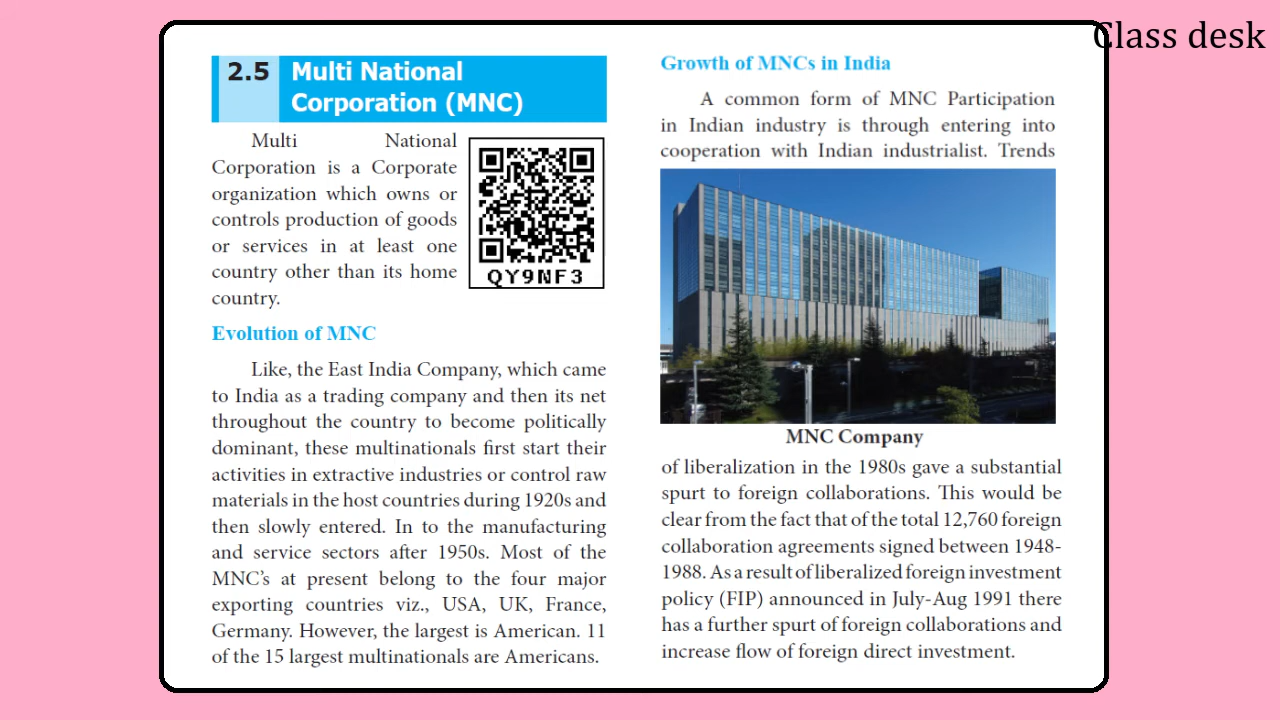 Class desk
2.5 Multi National
Corporation (MNC)
Multi National
Corporation is a Corporate
organization which owns or
controls production of goods
or services in at least one
country other than its home
country.
QY9NF3
Evolution of MNC
Like, the East India Company, which came
to India as a trading company and then its net
throughout the country to become politically
dominant, these multinationals first start their
activities in extractive industries or control raw
materials in the host countries during 1920s and
then slowly entered. In to the manufacturing
and service sectors after 1950s. Most of the
MNC's at present belong to the four major
exporting countries viz., USA, UK, France,
Germany. However, the largest is American. 11
of the 15 largest multinationals are Americans.
Growth of MNCs in India
A common form of MNC Participation
in Indian industry is through entering into
cooperation with Indian industrialist. Trends
MNC Company
of liberalization in the 1980s gave a substantial
spurt to foreign collaborations. This would be
clear from the fact that of the total 12,760 foreign
collaboration agreements signed between 1948-
1988. As a result of liberalized foreign investment
policy (FIP) announced in July-Aug 1991 there
has a further spurt of foreign collaborations and
increase flow of foreign direct investment.